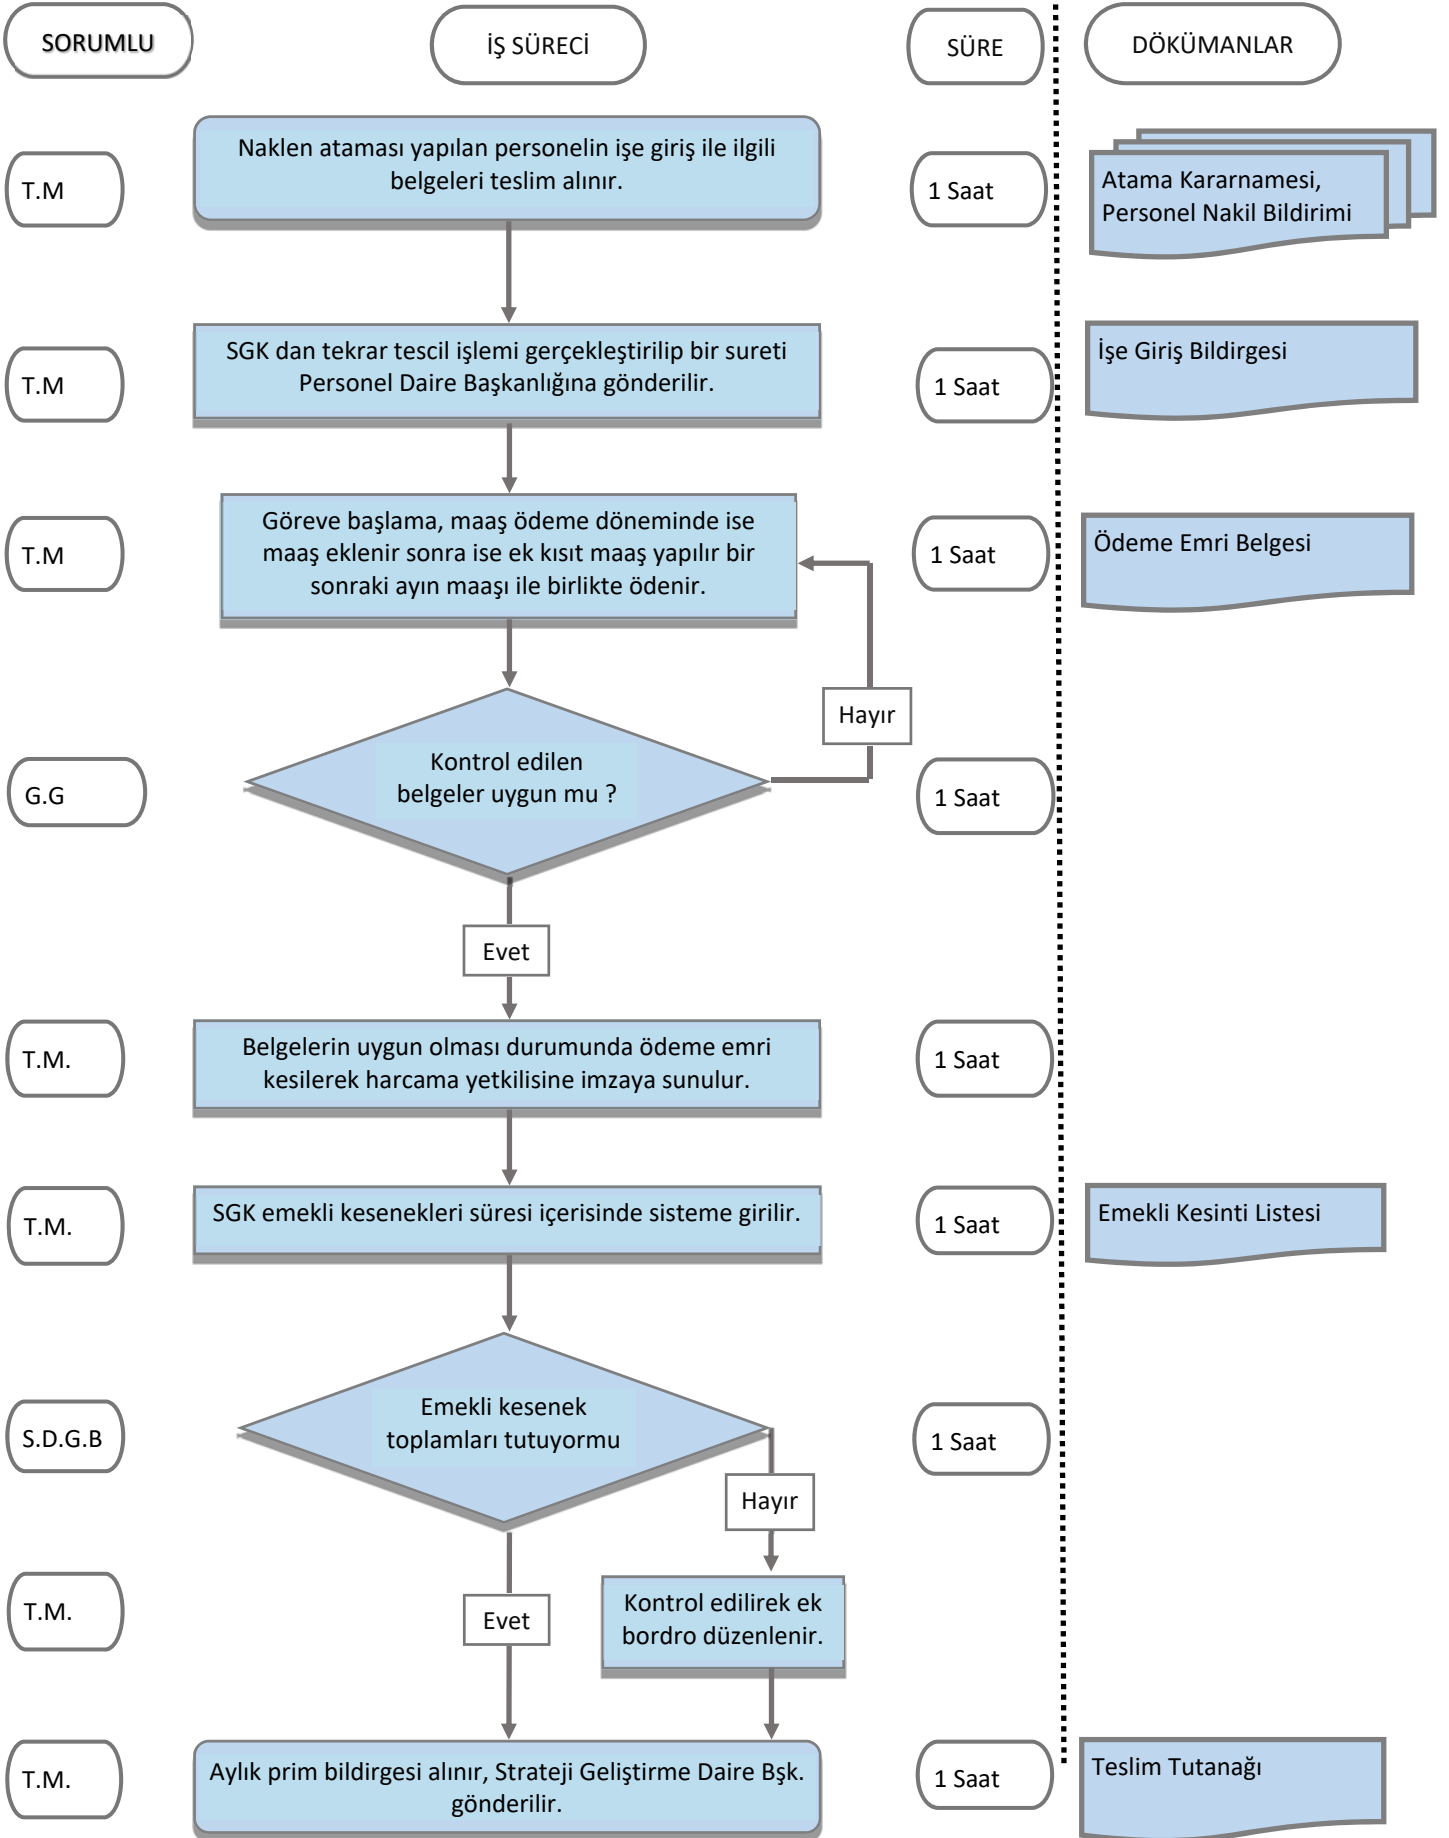 SORUMLU
İŞ SÜRECİ
SÜRE
DÖKÜMANLAR
T.M
Naklen ataması yapılan personelin işe giriş ile ilgili
belgeleri teslim alınır.
1 Saat
Atama Kararnamesi,
Personel Nakil Bildirimi
T.M
SGK dan tekrar tescil işlemi gerçekleştirilip bir sureti
Personel Daire Başkanlığına gönderilir.
1 Saat
İşe Giriş Bildirgesi
T.M
Göreve başlama, maaş ödeme döneminde ise
maaş eklenir sonra ise ek kısıt maaş yapılır bir
sonraki ayın maaşı ile birlikte ödenir.
1 Saat
Ödeme Emri Belgesi
Hayır
G.G
Kontrol edilen
belgeler uygun mu ?
1 Saat
Evet
T.M.
Belgelerin uygun olması durumunda ödeme emri
kesilerek harcama yetkilisine imzaya sunulur.
1 Saat
T.M.
SGK emekli kesenekleri süresi içerisinde sisteme girilir.
1 Saat
Emekli Kesinti Listesi
S.D.G.B
Emekli kesenek
toplamları tutuyormu
1 Saat
Hayır
T.M.
Evet
Kontrol edilirek ek
bordro düzenlenir.
T.M.
Aylık prim bildirgesi alınır, Strateji Geliştirme Daire Bşk.
gönderilir.
1 Saat
Teslim Tutanağı